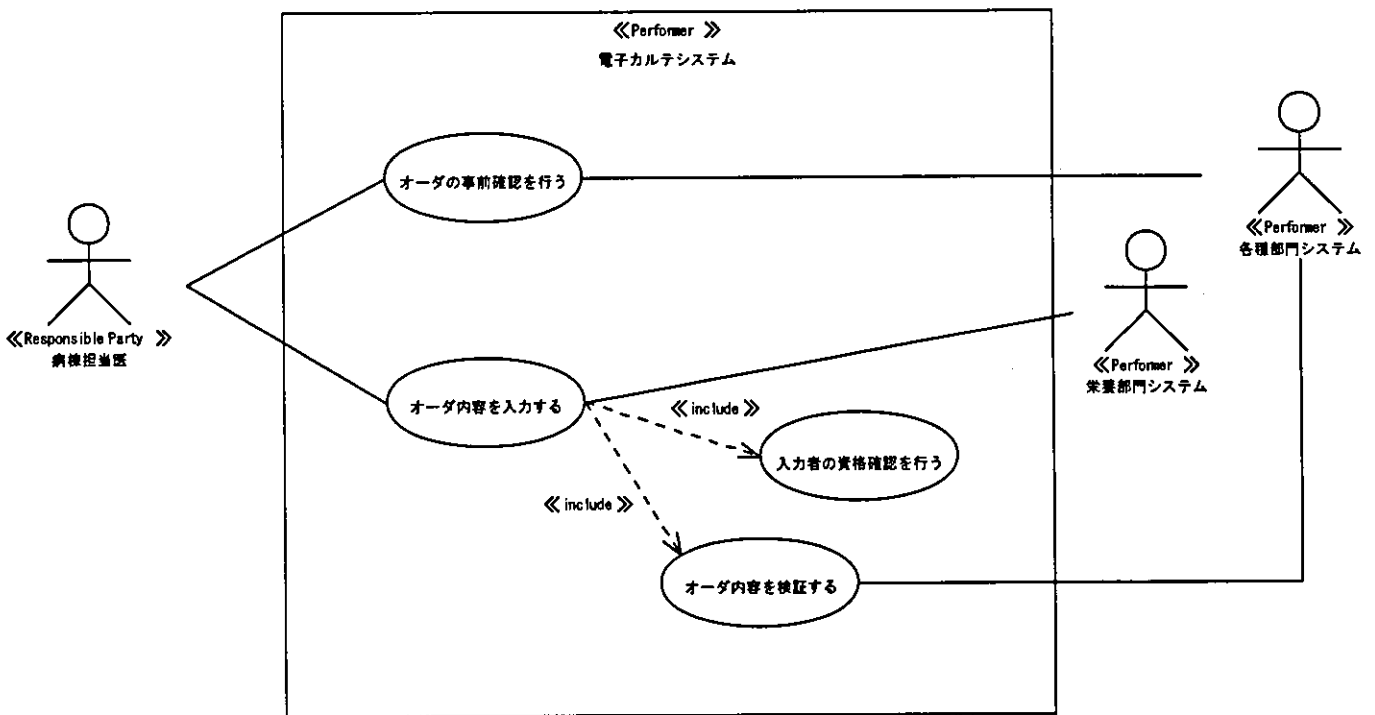 ≪Performer ≫
電子カルテシステム
オーダの事前確認を行う
≪Performer ≫
各種部門システム
≪Responsible Party ≫
病棟担当医
≪Performer ≫
栄養部門システム
オーダ内容を入力する
≪include≫
入力者の資格確認を行う
≪include≫
オーダ内容を検証する